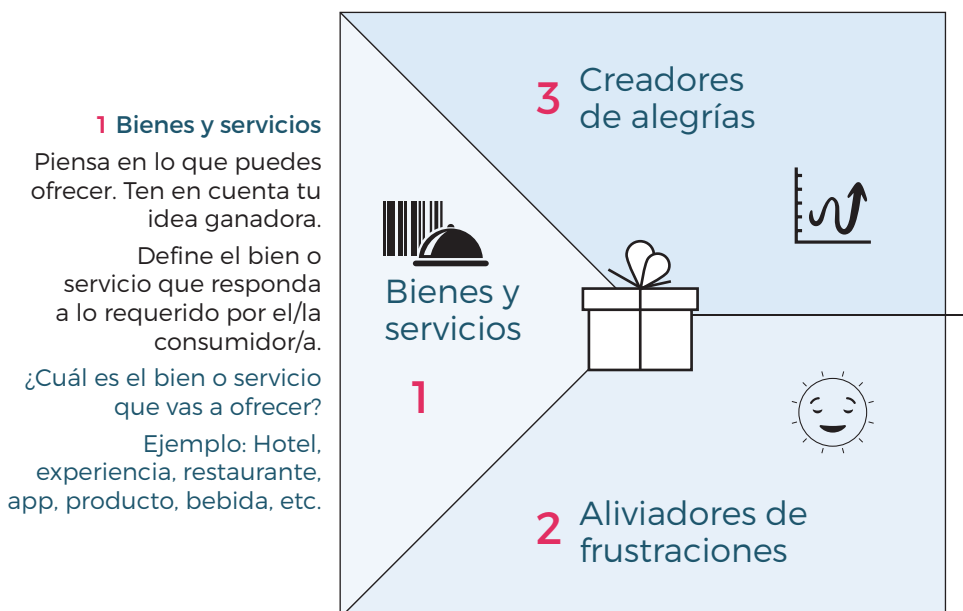 1 Bienes y servicios
Piensa en lo que puedes
ofrecer. Ten en cuenta tu
idea ganadora.
Define el bien o
servicio que responda
a lo requerido por el/la
consumidor/a.
¿Cuál es el bien o servicio
que vas a ofrecer?
Ejemplo: Hotel,
experiencia, restaurante,
app, producto, bebida, etc.
Bienes y
servicios
1
3 Creadores
de alegrías
2 Aliviadores de
frustraciones